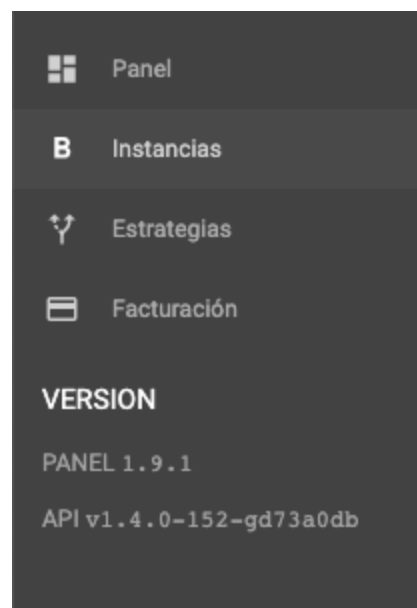 Panel
B Instancias
Estrategias
Facturación
VERSION
PANEL 1.9.1
API v1.4.0-152-gd73a0db